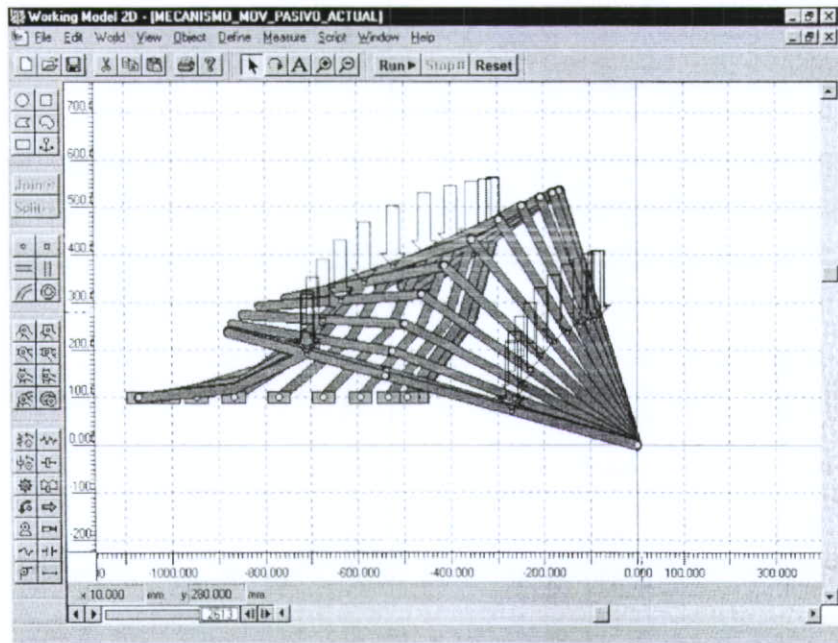 Working Model 2D - [MECANISMO_MOV_PASIVO_ACTUAL]
File Edit World View Object Define Measure Script Window Help
Run Stop Reset
Join
Split
700.
600.
500.
400.
300.
200.
100.
0.000
-100.
-200.
-1000.000 -800.000 -600.000 -400.000 -200.000 0.000 100.000 300.000
x 10.000 mm y 280.000 mm
2613